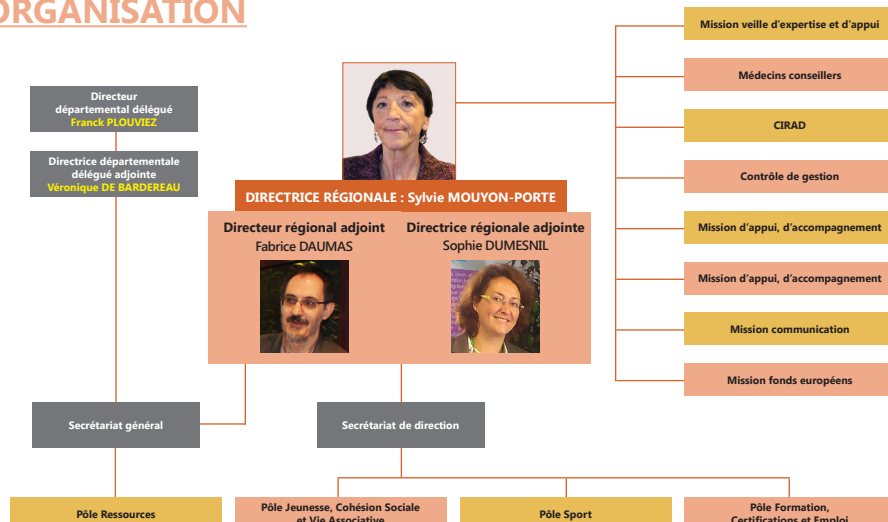 ORGANISATION
Mission veille d'expertise et d'appui
Médecins conseillers
CIRAD
Contrôle de gestion
Mission d'appui, d'accompagnement
Mission d'appui, d'accompagnement
Mission communication
Mission fonds européens
Directeur
départemental délégué
Franck PLOUVIEZ
Directrice départementale
délégué adjointe
Véronique DE BARDEREAU
DIRECTRICE RÉGIONALE : Sylvie MOUYON-PORTE
Directeur régional adjoint
Fabrice DAUMAS
Directrice régionale adjointe
Sophie DUMESNIL
Secrétariat général
Secrétariat de direction
Pôle Ressources
Pôle Jeunesse, Cohésion Sociale
et Vie Associative
Pôle Sport
Pôle Formation,
Certifications et Emploi